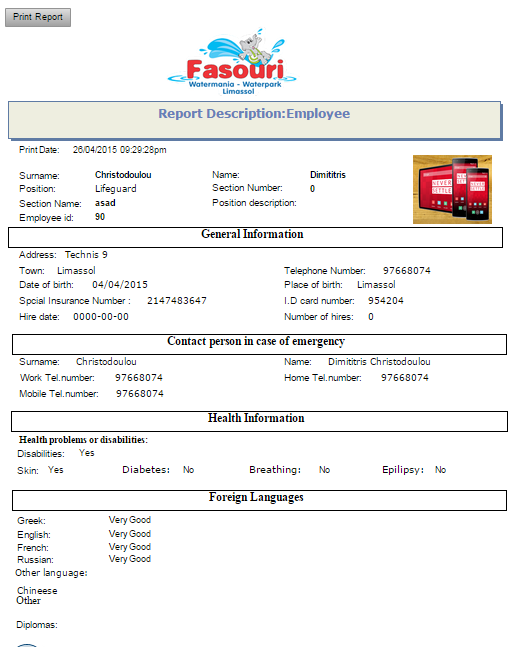 Print Report
Fasouri
Watermania - Waterpark
Limassol
Report Description:Employee
Print Date: 26/04/2015 09:29:28pm
Surname: Christodoulou Name: Dimititris
Position: Lifeguard Section Number: 0
Section Name: asad Position description:
Employee id: 90
NEVER SETTLE
NEVER SETTLE
General Information
Address: Technis 9
Town: Limassol Telephone Number: 97668074
Date of birth: 04/04/2015 Place of birth: Limassol
Spcial Insurance Number : 2147483647 I.D card number: 954204
Hire date: 0000-00-00 Number of hires: 0
Contact person in case of emergency
Surname: Christodoulou Name: Dimititris Christodoulou
Work Tel.number: 97668074 Home Tel.number: 97668074
Mobile Tel.number: 97668074
Health Information
Health problems or disabilities:
Disabilities: Yes
Skin: Yes Diabetes: No Breathing: No Epilipsy: No
Foreign Languages
Greek: Very Good
English: Very Good
French: Very Good
Russian: Very Good
Other language:
Chineese
Other
Diplomas: